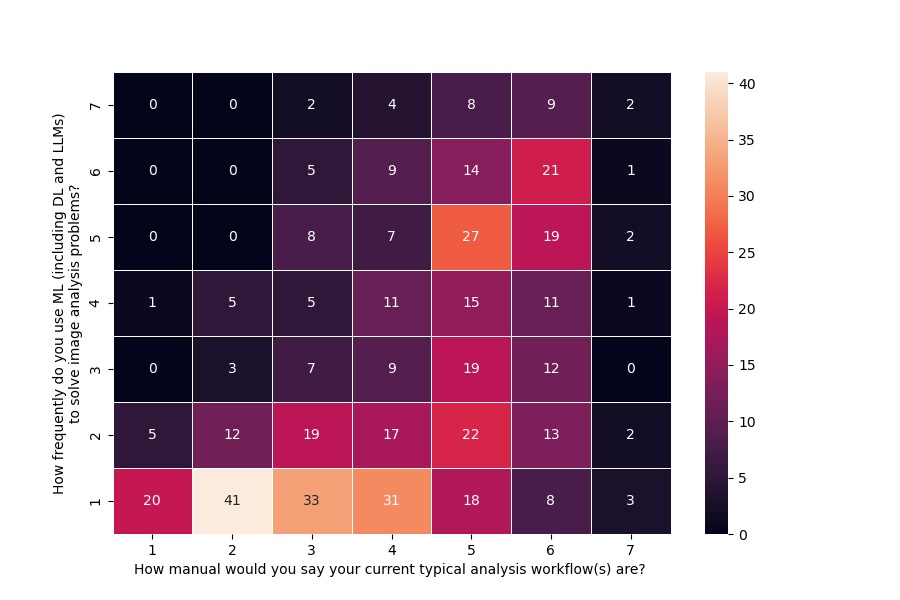 How frequently do you use ML (including DL and LLMs)
to solve image analysis problems?
7 0 0 2 4 8 9 2
6 0 0 5 9 14 21 1
5 0 0 8 7 27 19 2
4 1 5 5 11 15 11 1
3 0 3 7 9 19 12 0
2 5 12 19 17 22 13 2
1 20 41 33 31 18 8 3
1 2 3 4 5 6 7
How manual would you say your current typical analysis workflow(s) are?
40
35
30
25
20
15
10
5
0